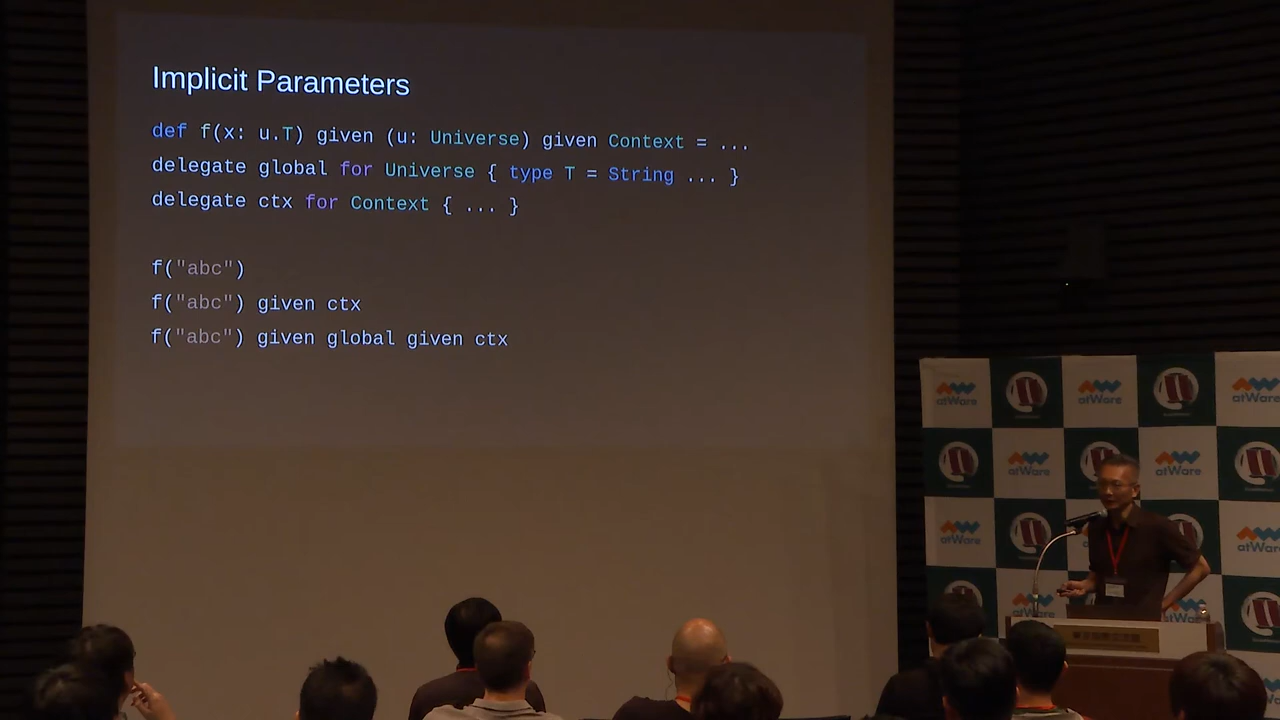 Implicit Parameters
def f(x: u.T) given (u: Universe) given Context = ...
delegate global for Universe { type T = String ... }
delegate ctx for Context { ... }
f("abc")
f("abc") given ctx
f("abc") given global given ctx
atWare
atWare
atWare
atWare
atWare
atWare
atWare